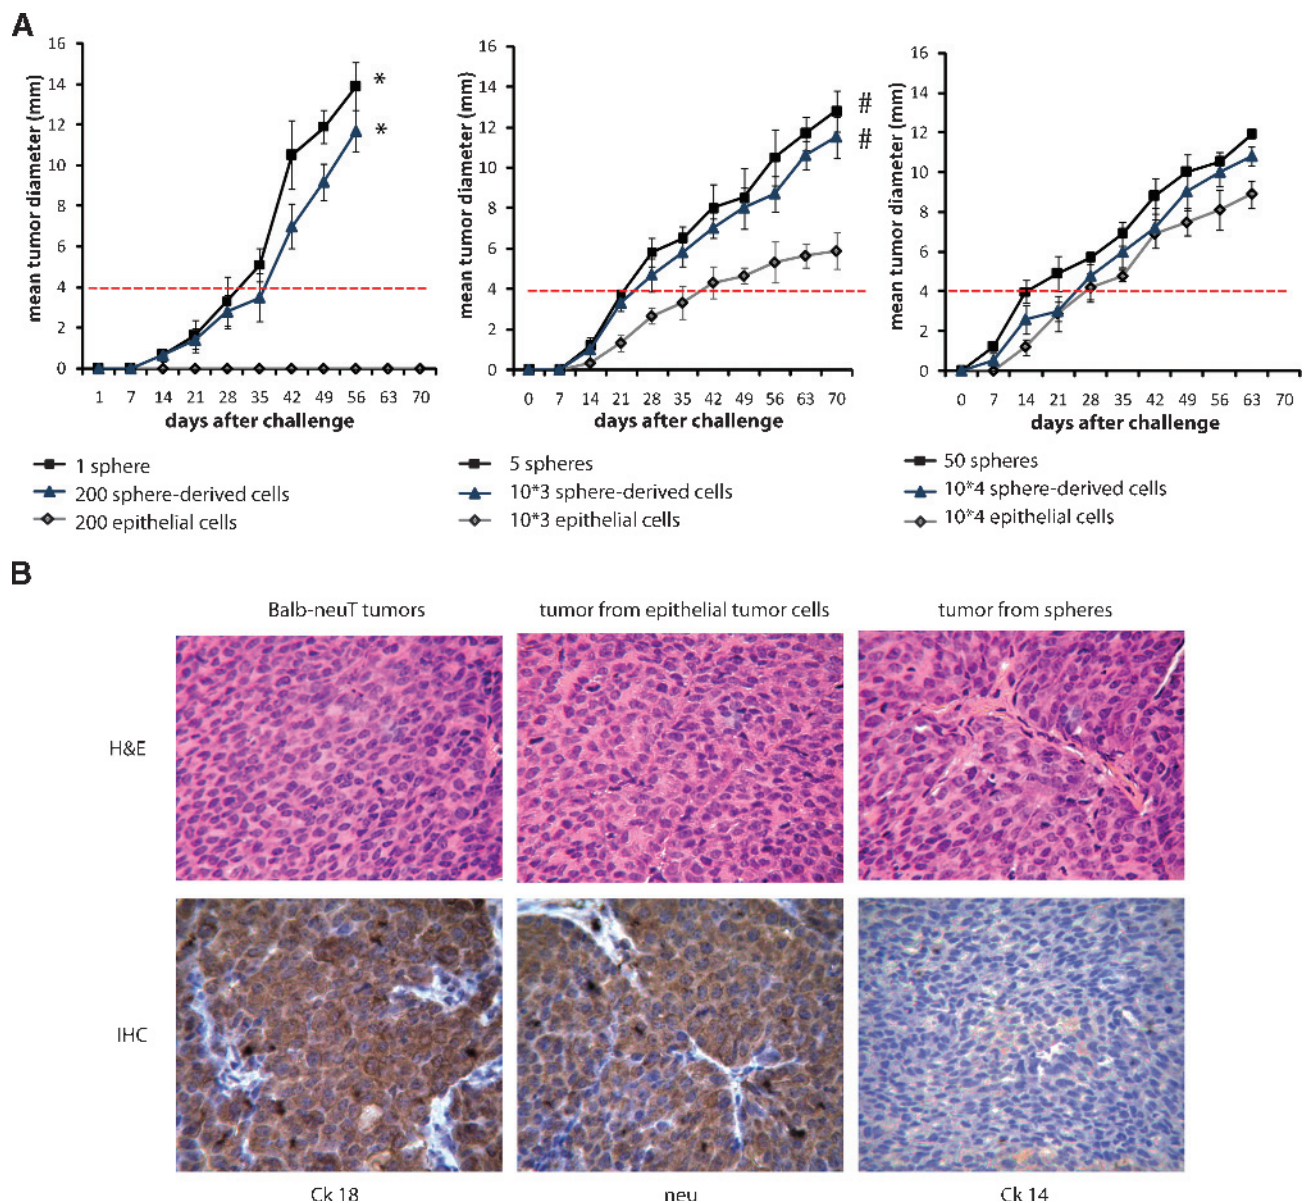 A
mean tumor diameter (mm)
16
14
12
10
8
6
4
2
0
*
*
1 7 14 21 28 35 42 49 56 63 70
days after challenge
1 sphere
200 sphere-derived cells
200 epithelial cells
mean tumor diameter (mm)
16
14
12
10
8
6
4
2
0
#
#
0 7 14 21 28 35 42 49 56 63 70
days after challenge
5 spheres
10*3 sphere-derived cells
10*3 epithelial cells
mean tumor diameter (mm)
16
14
12
10
8
6
4
2
0
0 7 14 21 28 35 42 49 56 63 70
days after challenge
50 spheres
10*4 sphere-derived cells
10*4 epithelial cells
B
Balb-neuT tumors tumor from epithelial tumor cells tumor from spheres
H&E
IHC
Ck 18 neu Ck 14